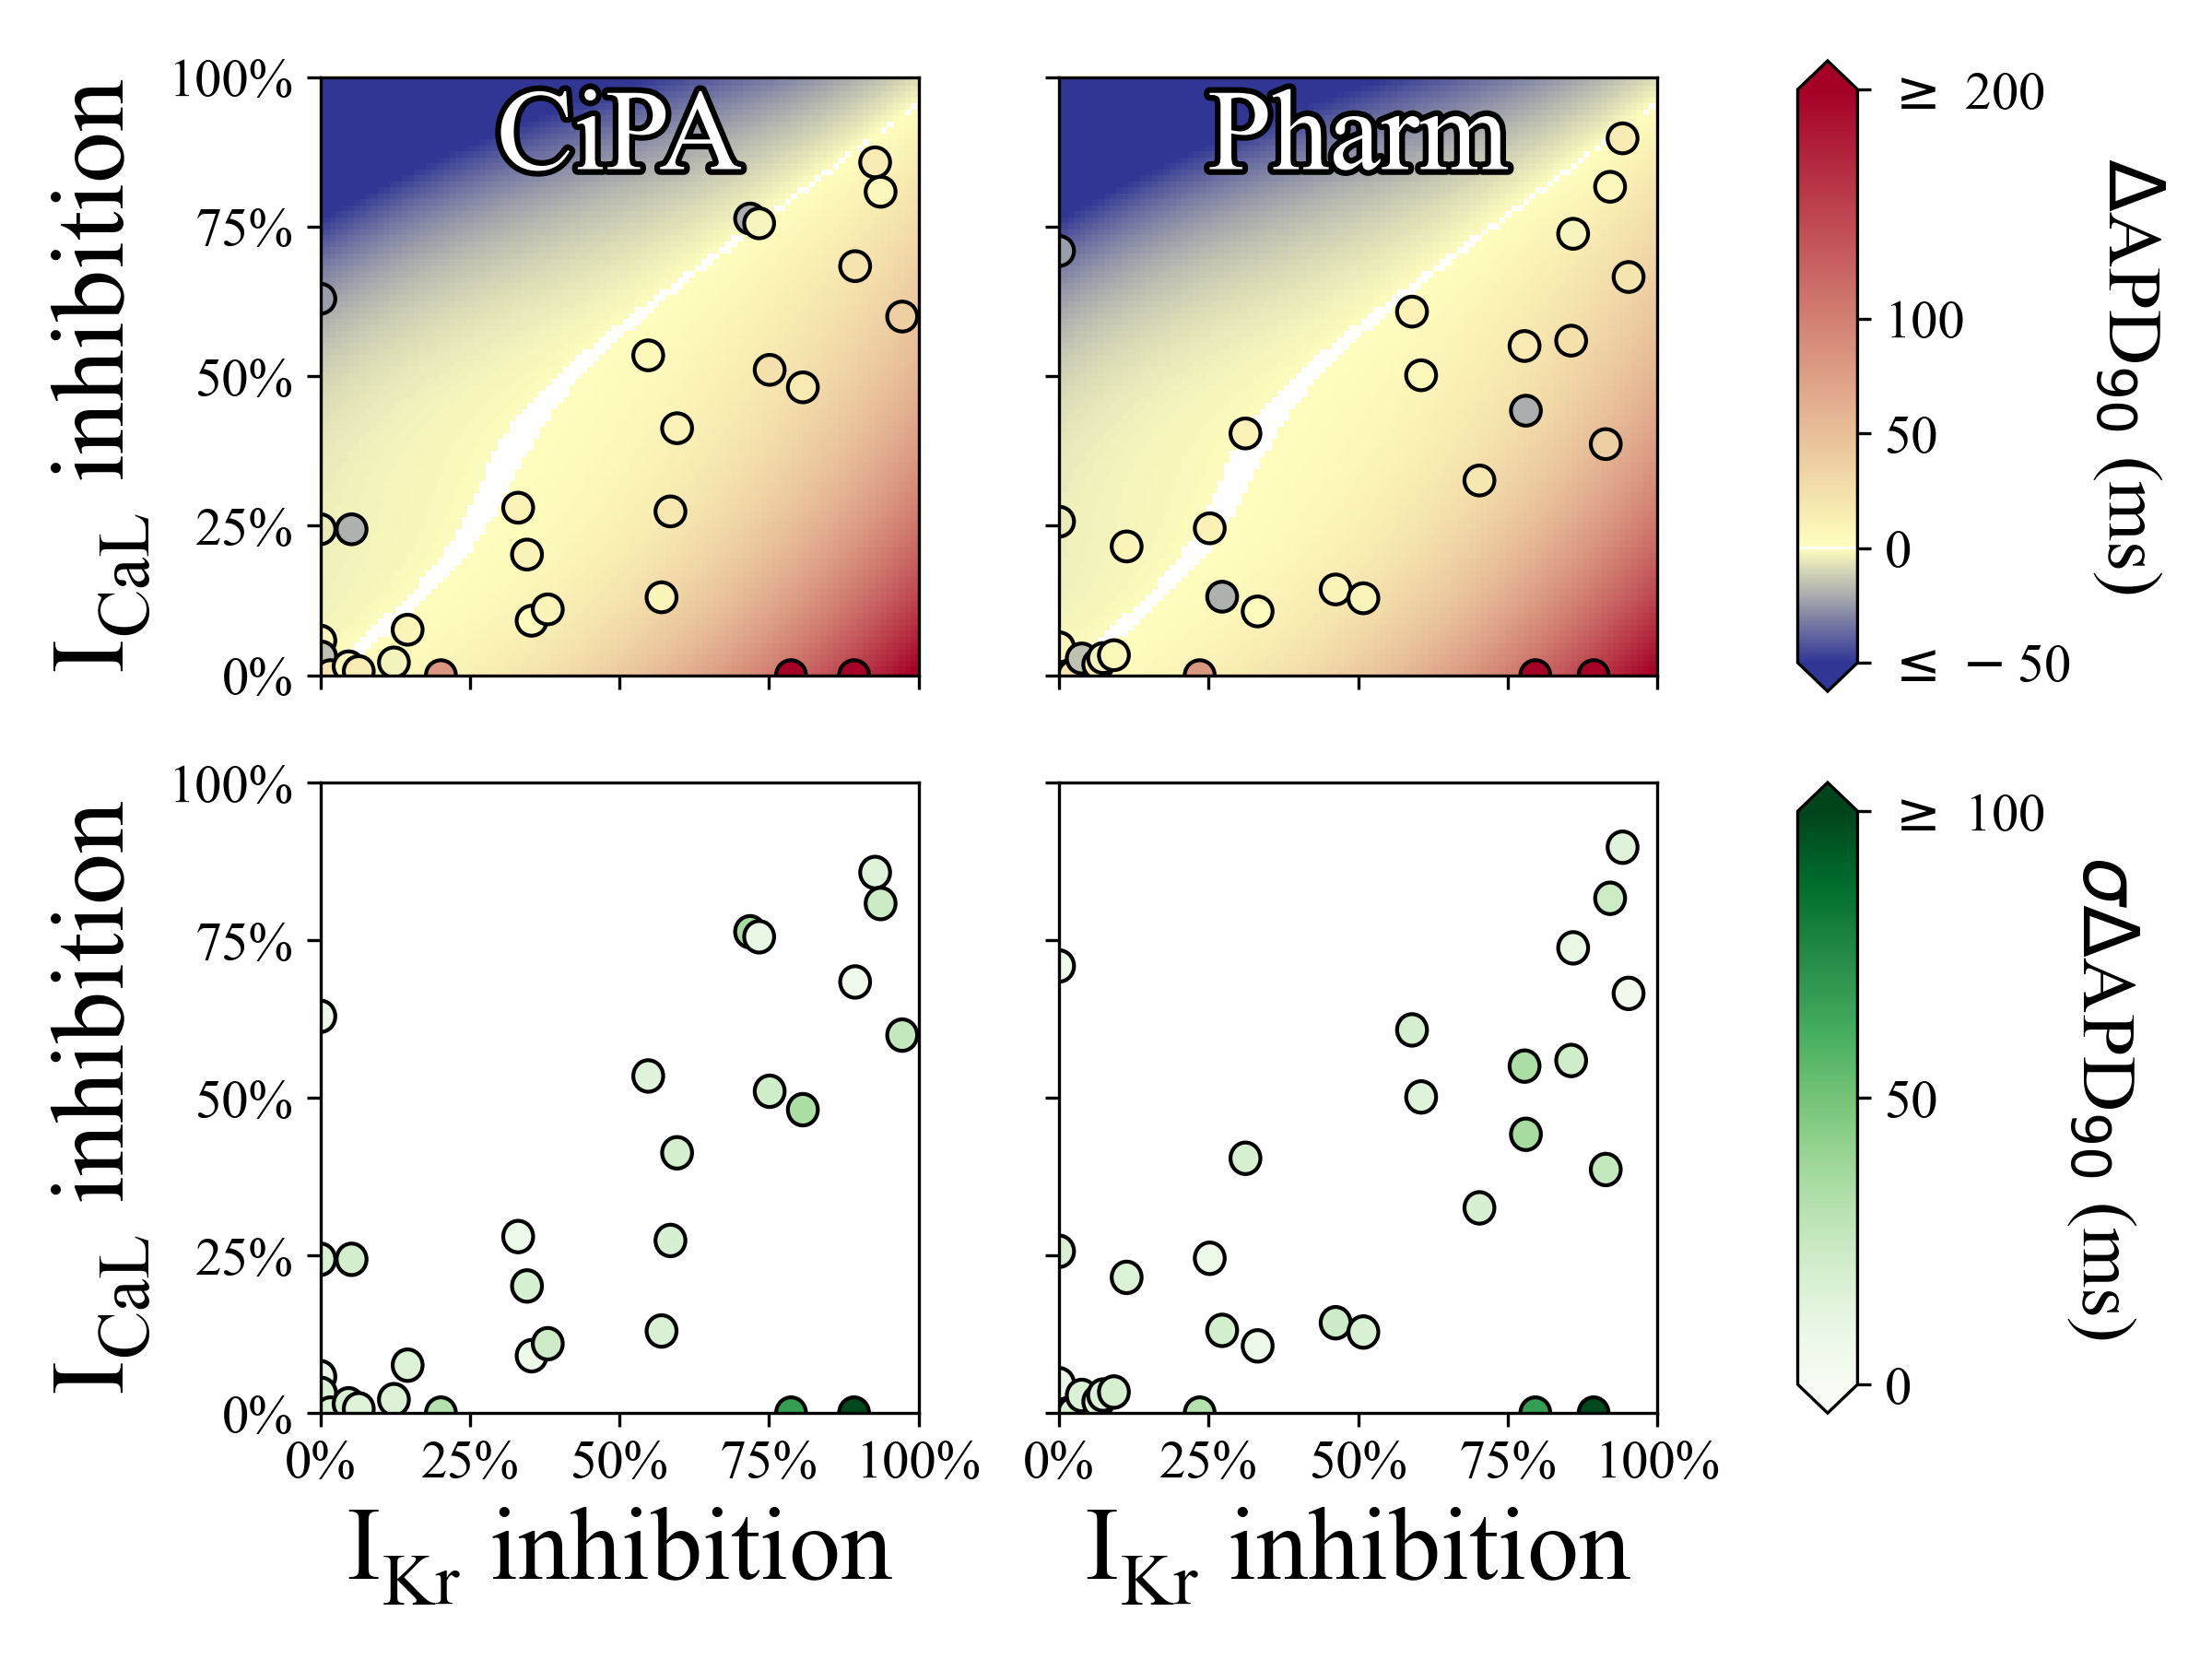 CiPA
Pharm
100%
75%
50%
25%
0%
I_CaL inhibition
≥ 200
100
50
0
≤ − 50
ΔAPD90 (ms)
100%
75%
50%
25%
0%
I_CaL inhibition
0% 25% 50% 75% 100%
I_Kr inhibition
0% 25% 50% 75% 100%
I_Kr inhibition
≥ 100
50
0
σΔAPD90 (ms)